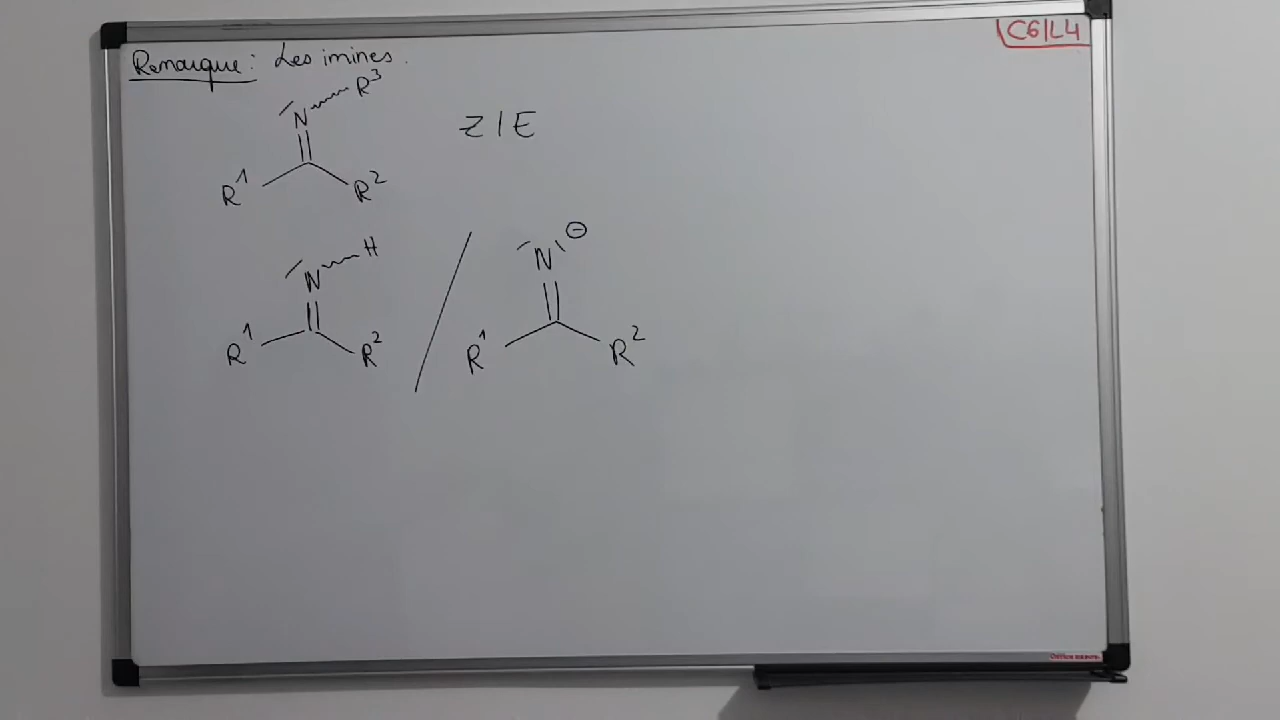 C6/L4
Remarque : Les imines.
N R³
R¹ R²
Z/E
N H
R¹ R²
N ⊖
R¹ R²